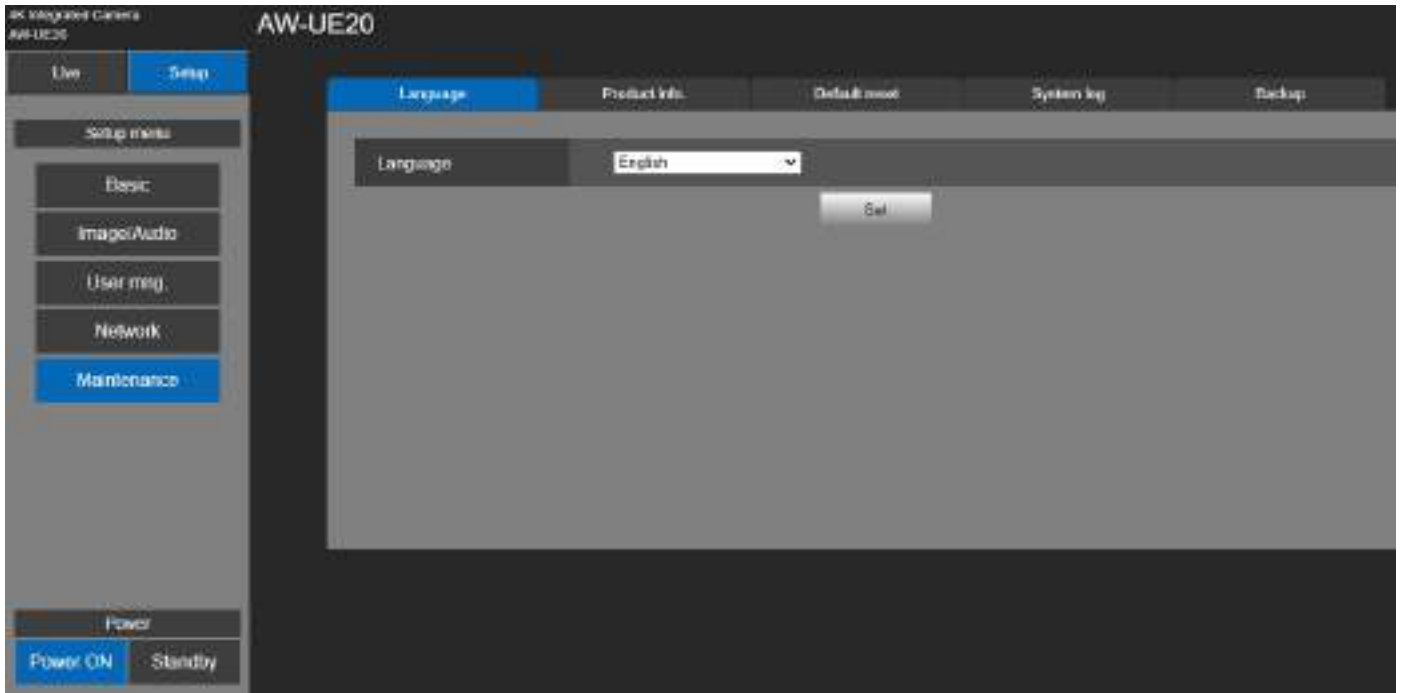 4K Integrated Camera
AW-UE20
AW-UE20
Live
Setup
Language
Product info.
Default reset
System log
Backup
Setup menu
Language
English
Basic
Set
Image/Audio
User mng.
Network
Maintenance
Power
Power ON
Standby